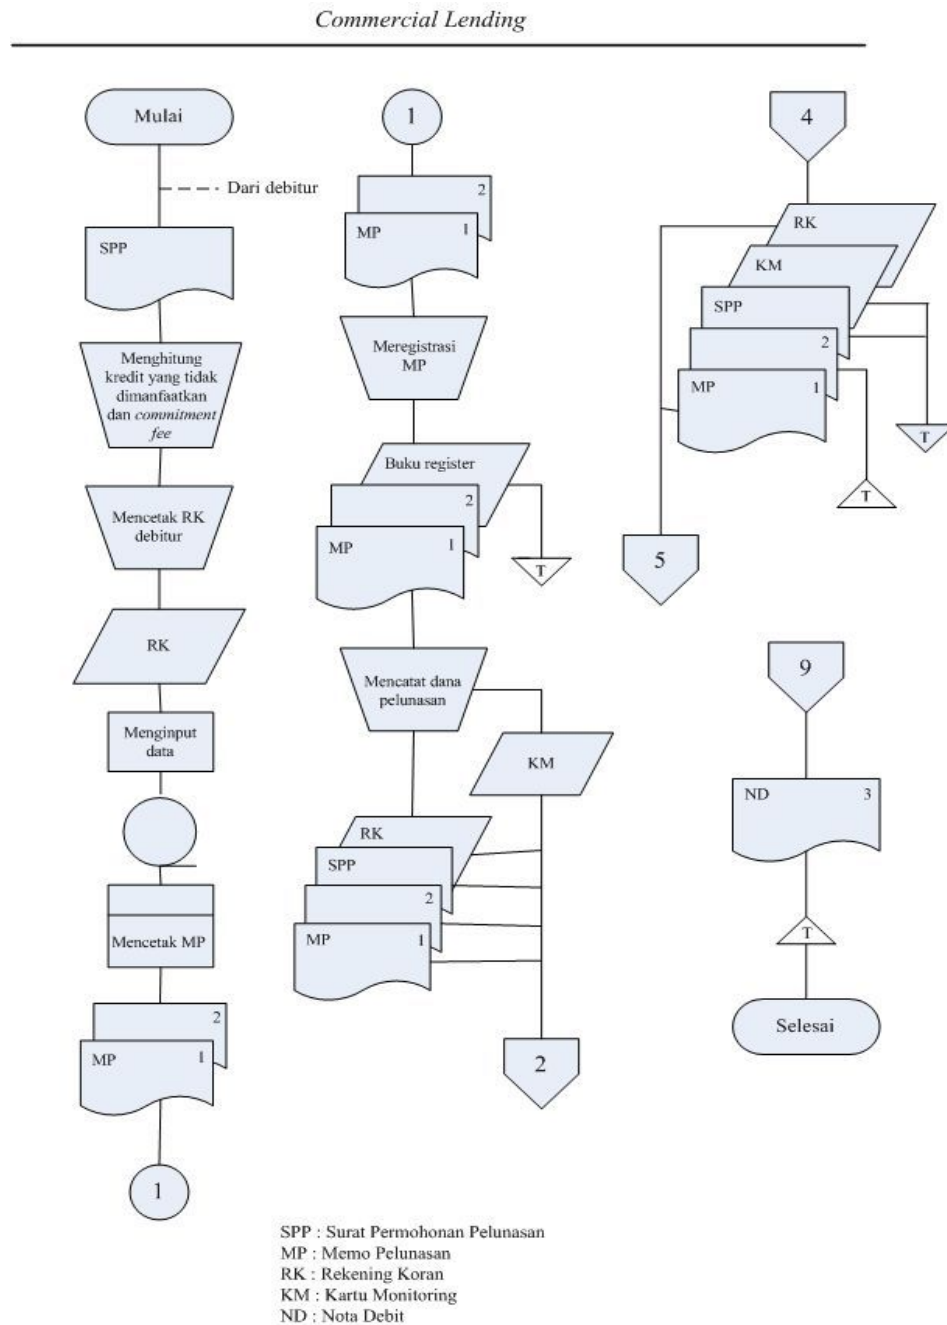 Commercial Lending
Mulai
Dari debitur
SPP
Menghitung
kredit yang tidak
dimanfaatkan
dan commitment
fee
Mencetak RK
debitur
RK
Menginput
data
Mencetak MP
2
MP 1
1
1
2
MP 1
Meregistrasi
MP
Buku register
2
MP 1
T
Mencatat dana
pelunasan
KM
RK
SPP
2
MP 1
2
4
RK
KM
SPP
2
MP 1
T
T
5
9
ND 3
T
Selesai
SPP : Surat Permohonan Pelunasan
MP : Memo Pelunasan
RK : Rekening Koran
KM : Kartu Monitoring
ND : Nota Debit